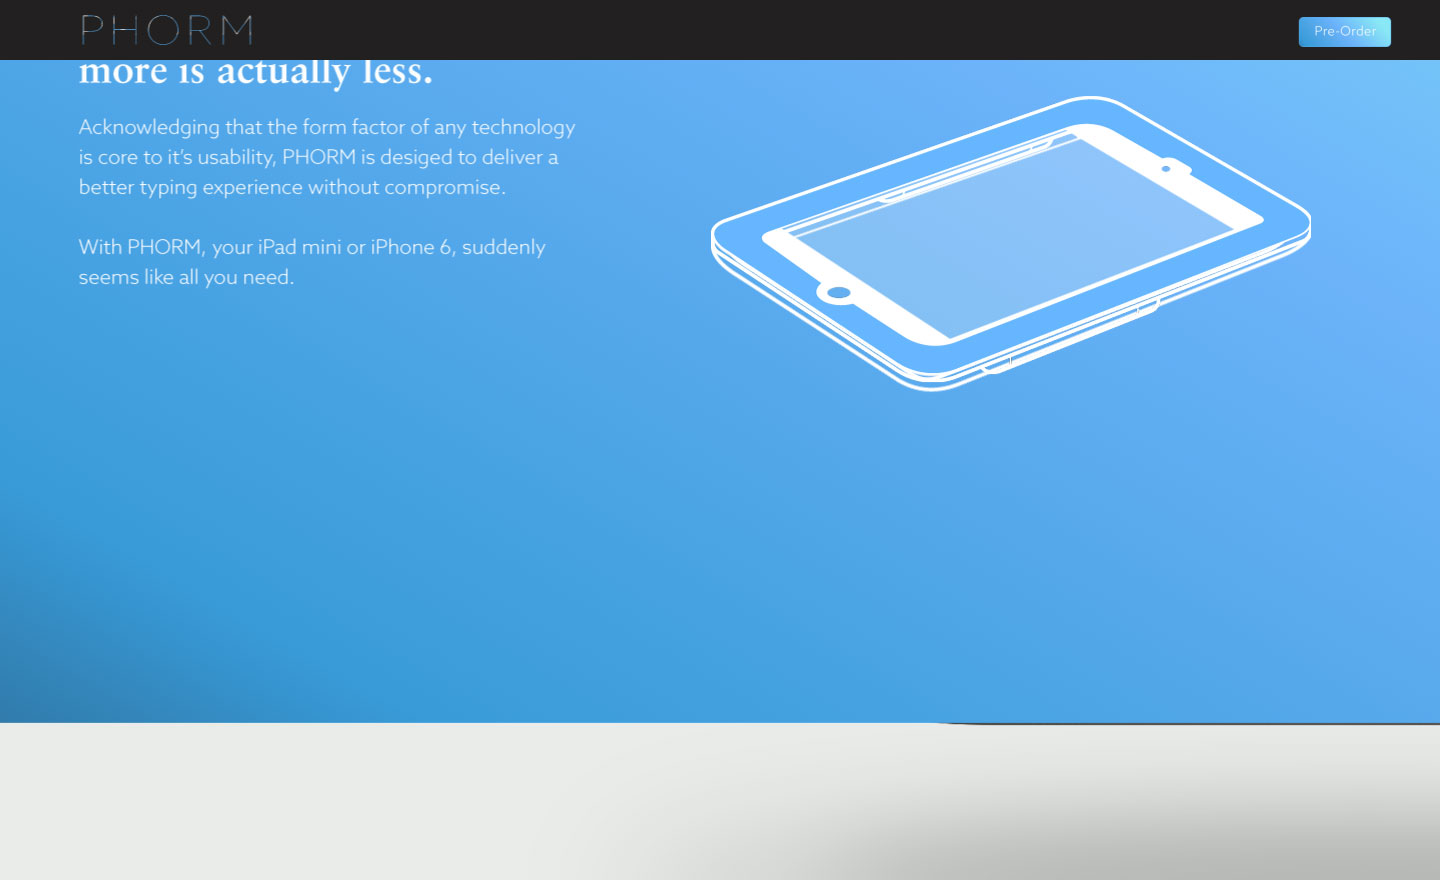 PHORM
Pre-Order
more is actually less.
Acknowledging that the form factor of any technology
is core to it’s usability, PHORM is desiged to deliver a
better typing experience without compromise.
With PHORM, your iPad mini or iPhone 6, suddenly
seems like all you need.